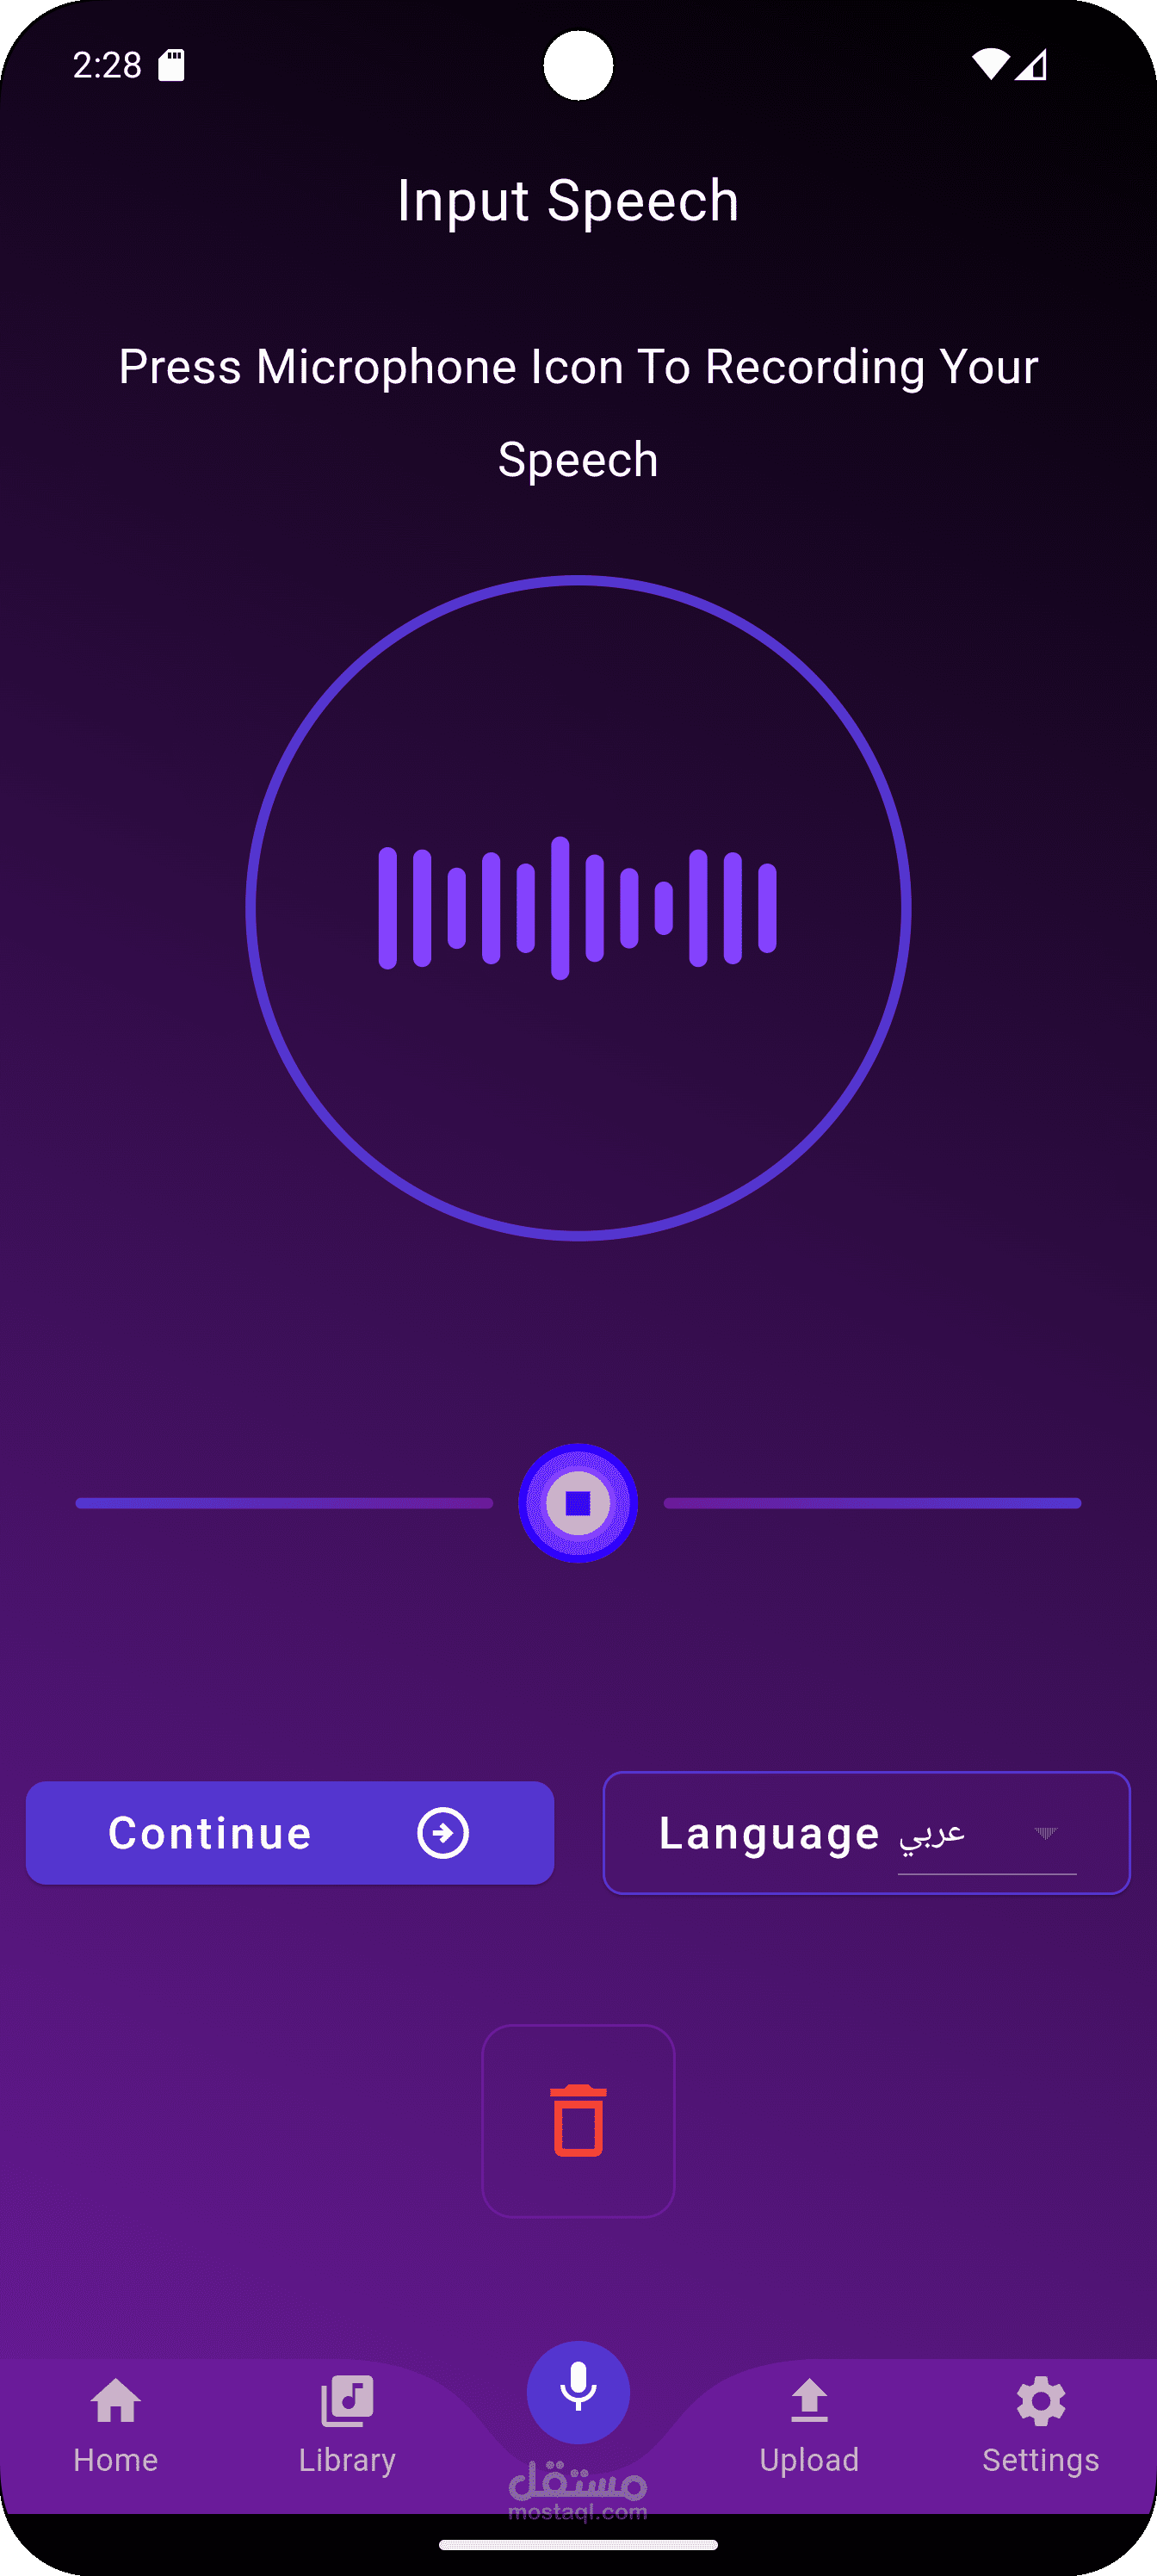 2:28
Input Speech
Press Microphone Icon To Recording Your
Speech
Continue
Language عربي
Home
Library
Upload
Settings
مستقل
mostaql.com